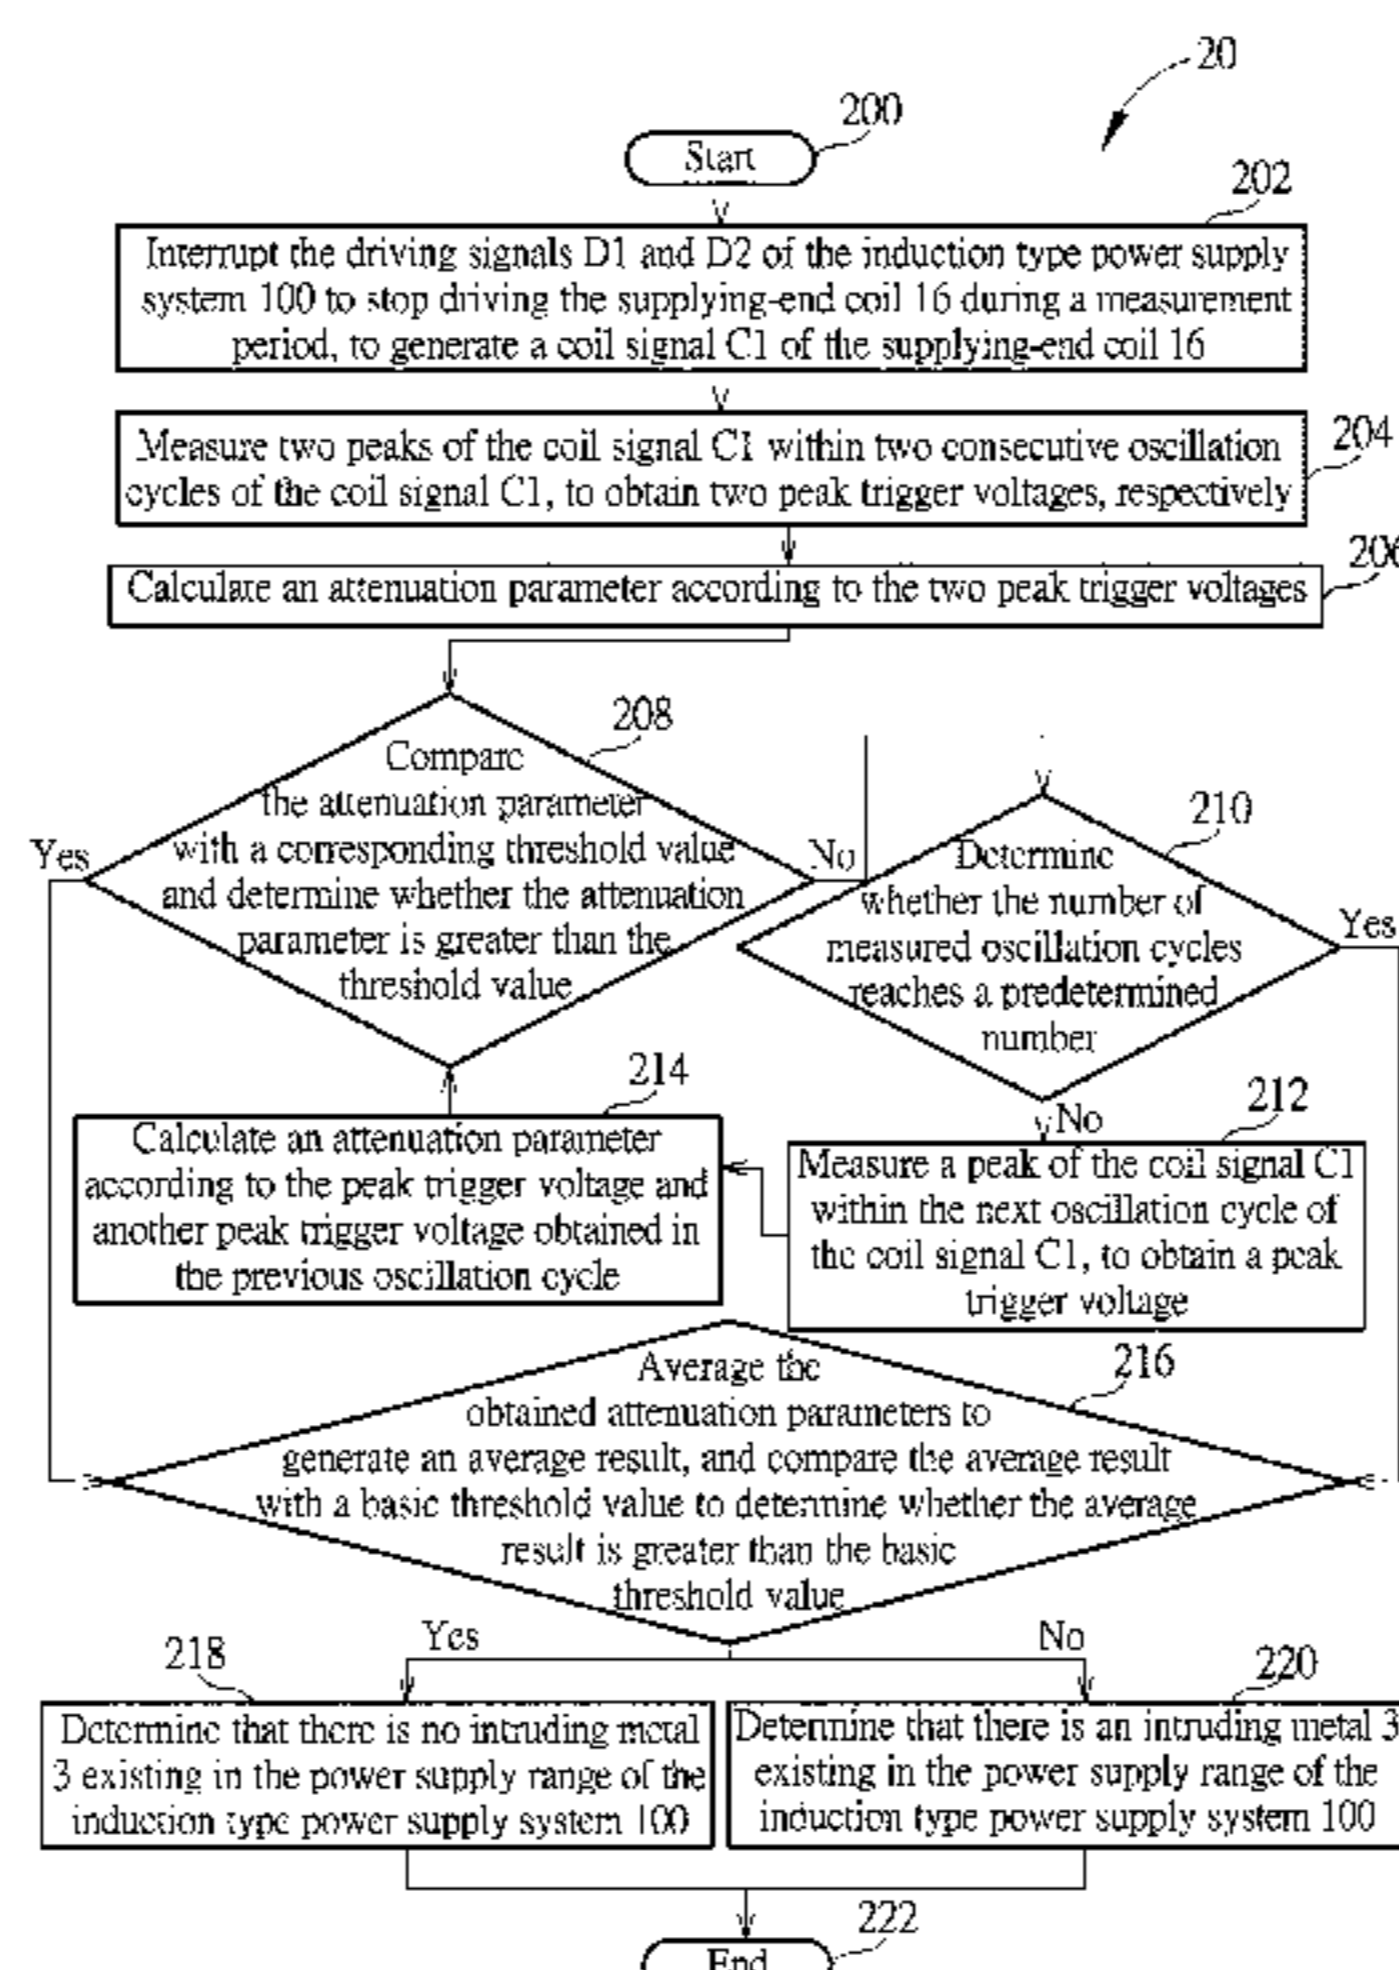 20
200
Start
202
Interrupt the driving signals D1 and D2 of the induction type power supply
system 100 to stop driving the supplying-end coil 16 during a measurement
period, to generate a coil signal C1 of the supplying-end coil 16
204
Measure two peaks of the coil signal C1 within two consecutive oscillation
cycles of the coil signal C1, to obtain two peak trigger voltages, respectively
206
Calculate an attenuation parameter according to the two peak trigger voltages
208
Compare
the attenuation parameter
with a corresponding threshold value
and determine whether the attenuation
parameter is greater than the
threshold value
Yes
No
210
Determine
whether the number of
measured oscillation cycles
reaches a predetermined
number
Yes
No
214
Calculate an attenuation parameter
according to the peak trigger voltage and
another peak trigger voltage obtained in
the previous oscillation cycle
212
Measure a peak of the coil signal C1
within the next oscillation cycle of
the coil signal C1, to obtain a peak
trigger voltage
216
Average the
obtained attenuation parameters to
generate an average result, and compare the average result
with a basic threshold value to determine whether the average
result is greater than the basic
threshold value
Yes
No
218
Determine that there is no intruding metal
3 existing in the power supply range of the
induction type power supply system 100
220
Determine that there is an intruding metal 3
existing in the power supply range of the
induction type power supply system 100
222
End